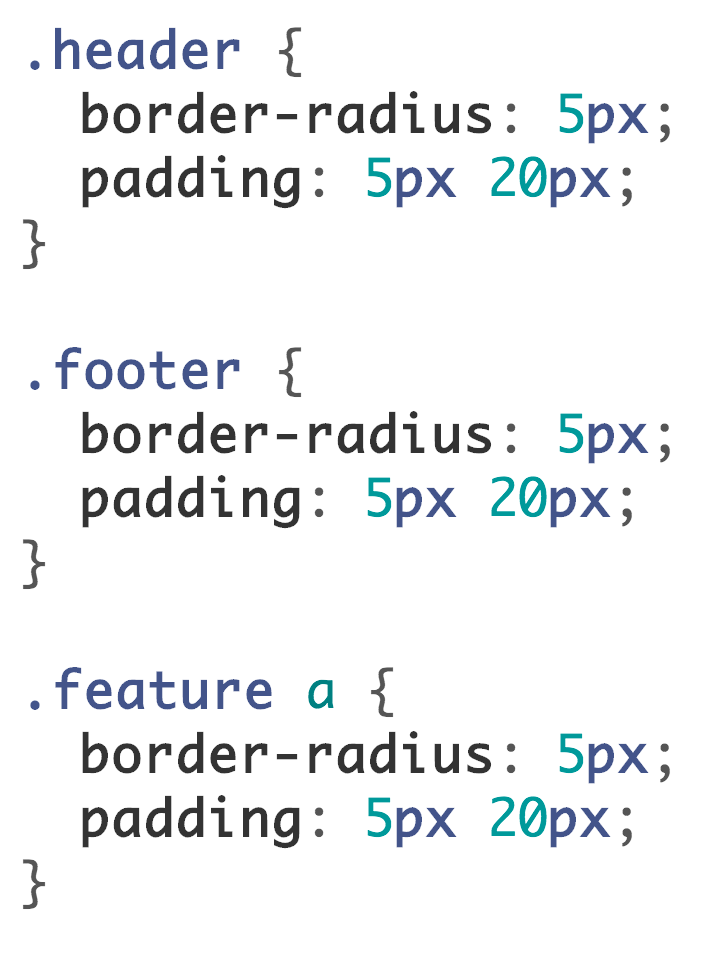 .header {
  border-radius: 5px;
  padding: 5px 20px;
}

.footer {
  border-radius: 5px;
  padding: 5px 20px;
}

.feature a {
  border-radius: 5px;
  padding: 5px 20px;
}